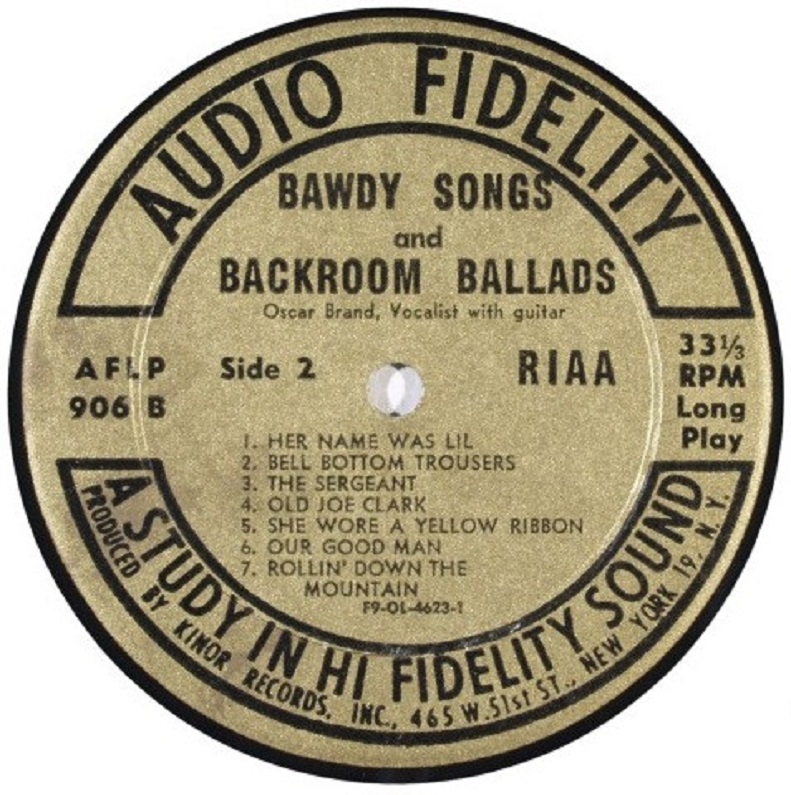 AUDIO FIDELITY
BAWDY SONGS
and
BACKROOM BALLADS
Oscar Brand, Vocalist with guitar
AFLP
906 B
Side 2
RIAA
33⅓
RPM
Long
Play
1. HER NAME WAS LIL
2. BELL BOTTOM TROUSERS
3. THE SERGEANT
4. OLD JOE CLARK
5. SHE WORE A YELLOW RIBBON
6. OUR GOOD MAN
7. ROLLIN' DOWN THE
MOUNTAIN
F9-OL-4623-1
A STUDY IN HI FIDELITY SOUND
PRODUCED BY KINOR RECORDS, INC., 465 W. 51st ST., NEW YORK 19, N. Y.